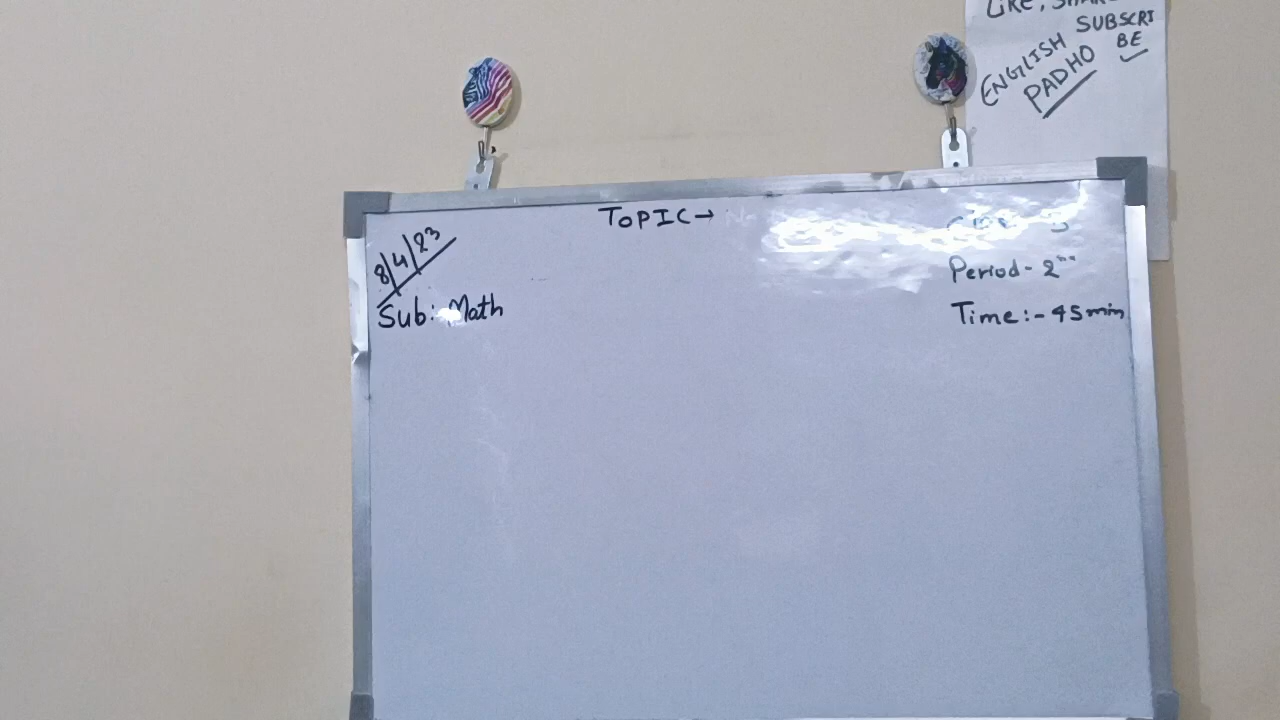 LIKE, SHARE
SUBSCRI
BE
ENGLISH
PADHO
TOPIC→
8/4/23
Sub:-Math
Period-2nd
Time:-45min